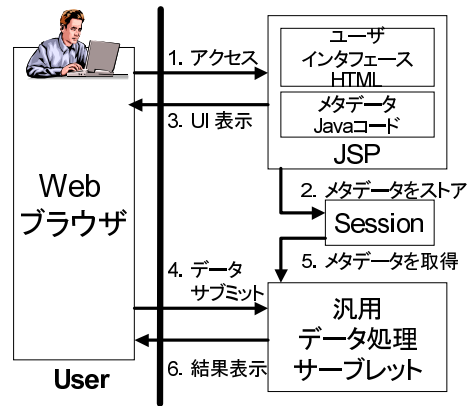 ユーザ
インタフェース
HTML
メタデータ
Javaコード
JSP
1. アクセス
3. UI 表示
2. メタデータをストア
Session
5. メタデータを取得
Web
ブラウザ
4. データ
サブミット
汎用
データ処理
サーブレット
6. 結果表示
User